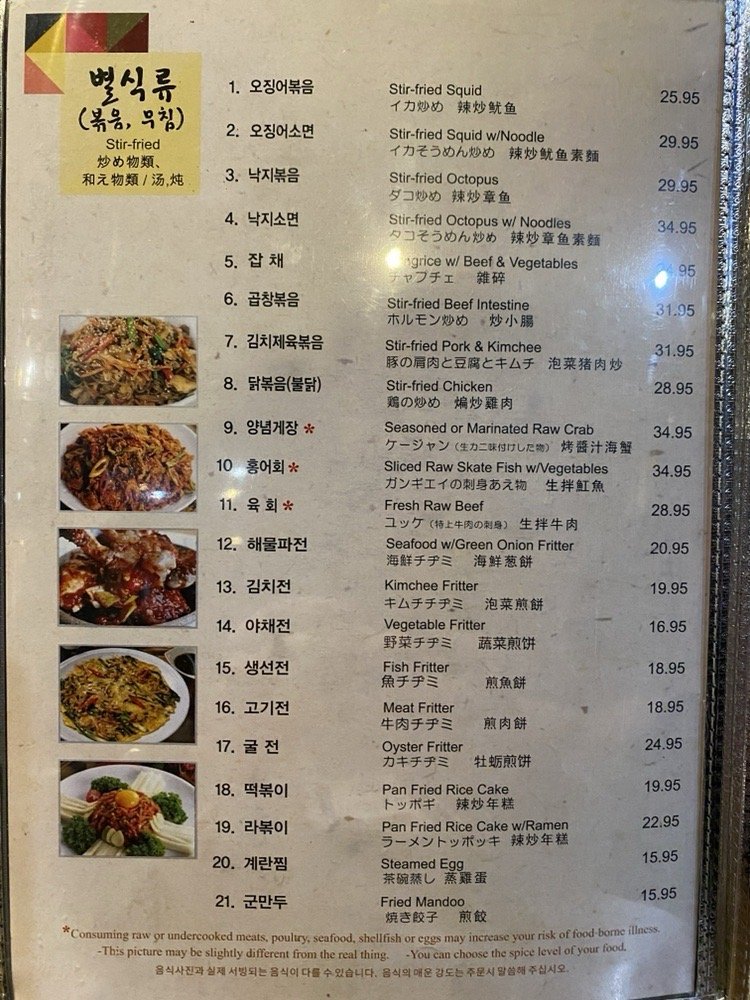 별식류
(볶음, 무침)
Stir-fried
炒め物類、
和え物類 / 汤,炖
1. 오징어볶음 Stir-fried Squid 25.95
イカ炒め 辣炒魷鱼
2. 오징어소면 Stir-fried Squid w/Noodle 29.95
イカそうめん炒め 辣炒魷鱼素麵
3. 낙지볶음 Stir-fried Octopus 29.95
ダコ炒め 辣炒章鱼
4. 낙지소면 Stir-fried Octopus w/ Noodles 34.95
タコそうめん炒め 辣炒章鱼素麵
5. 잡 채 w/ Beef & Vegetables
チャプチェ 雜碎
6. 곱창볶음 Stir-fried Beef Intestine 31.95
ホルモン炒め 炒小腸
7. 김치제육볶음 Stir-fried Pork & Kimchee 31.95
豚の肩肉と豆腐とキムチ 泡菜猪肉炒
8. 닭볶음(불닭) Stir-fried Chicken 28.95
鶏の炒め 煸炒雞肉
9. 양념게장 * Seasoned or Marinated Raw Crab 34.95
ケージャン (生カニ味付けした物) 烤醬汁海蟹
10 홍어회 * Sliced Raw Skate Fish w/Vegetables 34.95
ガンギエイの刺身あえ物 生拌魟魚
11. 육 회 * Fresh Raw Beef 28.95
ユッケ (特上牛肉の刺身) 生拌牛肉
12. 해물파전 Seafood w/Green Onion Fritter 20.95
海鮮チヂミ 海鮮葱餅
13. 김치전 Kimchee Fritter 19.95
キムチチヂミ 泡菜煎餅
14. 야채전 Vegetable Fritter 16.95
野菜チヂミ 蔬菜煎饼
15. 생선전 Fish Fritter 18.95
魚チヂミ 煎魚餅
16. 고기전 Meat Fritter 18.95
牛肉チヂミ 煎肉餅
17. 굴 전 Oyster Fritter 24.95
カキチヂミ 牡蛎煎饼
18. 떡볶이 Pan Fried Rice Cake 19.95
トッポギ 辣炒年糕
19. 라볶이 Pan Fried Rice Cake w/Ramen 22.95
ラーメントッポッキ 辣炒年糕
20. 계란찜 Steamed Egg 15.95
茶碗蒸し 蒸雞蛋
21. 군만두 Fried Mandoo 15.95
焼き餃子 煎餃
*Consuming raw or undercooked meats, poultry, seafood, shellfish or eggs may increase your risk of food-borne illness.
-This picture may be slightly different from the real thing. -You can choose the spice level of your food.
음식사진과 실제 서빙되는 음식이 다를 수 있습니다. 음식의 매운 강도는 주문시 말씀해 주십시오.